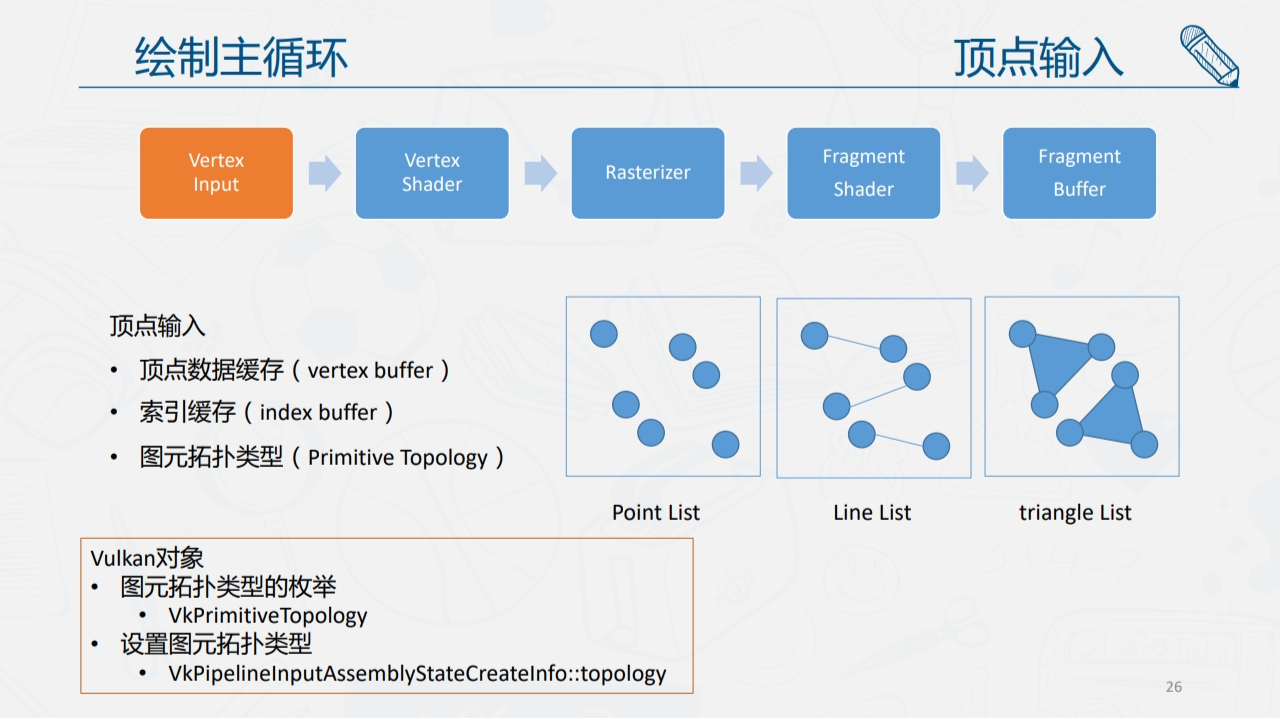 绘制主循环
顶点输入
Vertex
Input
Vertex
Shader
Rasterizer
Fragment
Shader
Fragment
Buffer
顶点输入
• 顶点数据缓存（vertex buffer）
• 索引缓存（index buffer）
• 图元拓扑类型（Primitive Topology）
Point List
Line List
triangle List
Vulkan对象
• 图元拓扑类型的枚举
• VkPrimitiveTopology
• 设置图元拓扑类型
• VkPipelineInputAssemblyStateCreateInfo::topology
26